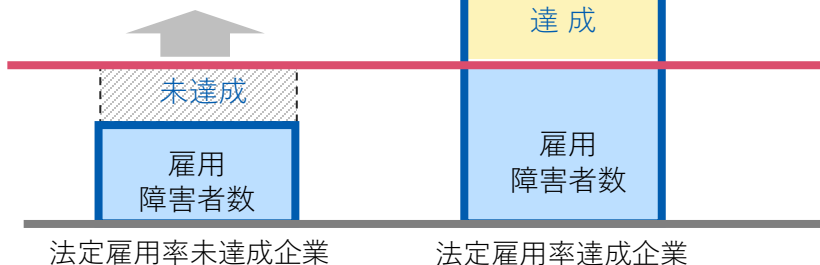 達成
未達成
雇用
障害者数
雇用
障害者数
法定雇用率未達成企業
法定雇用率達成企業